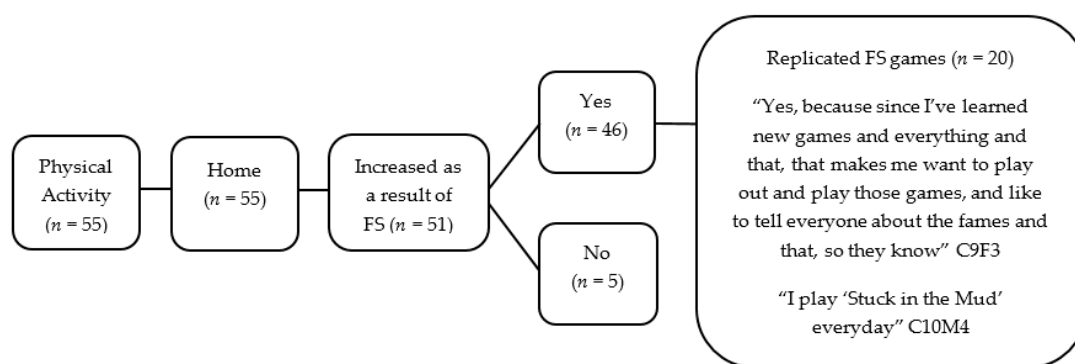 Physical
Activity
(n = 55)
Home
(n = 55)
Increased as
a result of
FS (n = 51)
Yes
(n = 46)
No
(n = 5)
Replicated FS games (n = 20)
“Yes, because since I’ve learned
new games and everything and
that, that makes me want to play
out and play those games, and like
to tell everyone about the fames and
that, so they know” C9F3
“I play ‘Stuck in the Mud’
everyday” C10M4